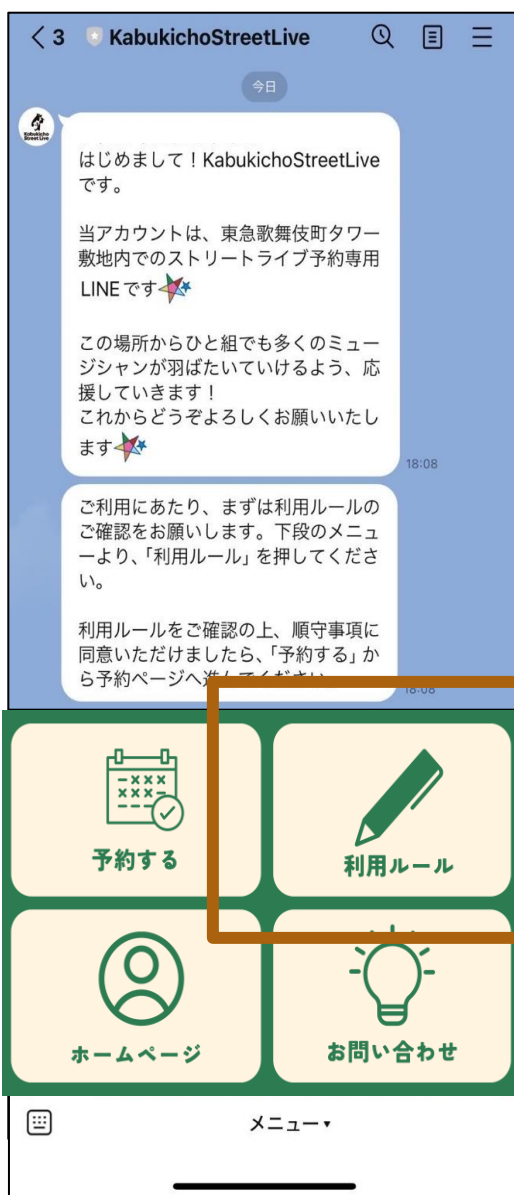 3 KabukichoStreetLive
今日
Kabukicho
Street Live
はじめまして!KabukichoStreetLive
です。
当アカウントは、東急歌舞伎町タワー
敷地内でのストリートライブ予約専用
LINEです
この場所からひと組でも多くのミュー
ジシャンが羽ばたいていけるよう、応
援していきます!
これからどうぞよろしくお願いいたし
ます
18:08
ご利用にあたり、まずは利用ルールの
ご確認をお願いします。下段のメニュ
ーより、「利用ルール」を押してくださ
い。
利用ルールをご確認の上、順守事項に
同意いただけましたら、「予約する」か
ら予約ページへ進んでください
18:08
予約する
利用ルール
ホームページ
お問い合わせ
メニュー▾